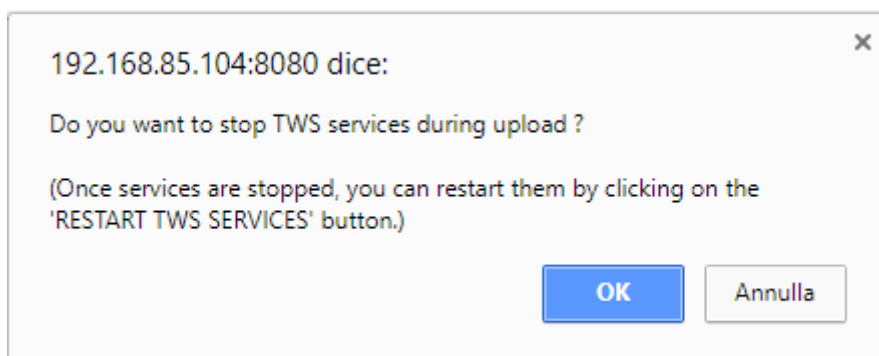 192.168.85.104:8080 dice:
Do you want to stop TWS services during upload ?
(Once services are stopped, you can restart them by clicking on the
'RESTART TWS SERVICES' button.)
OK
Annulla